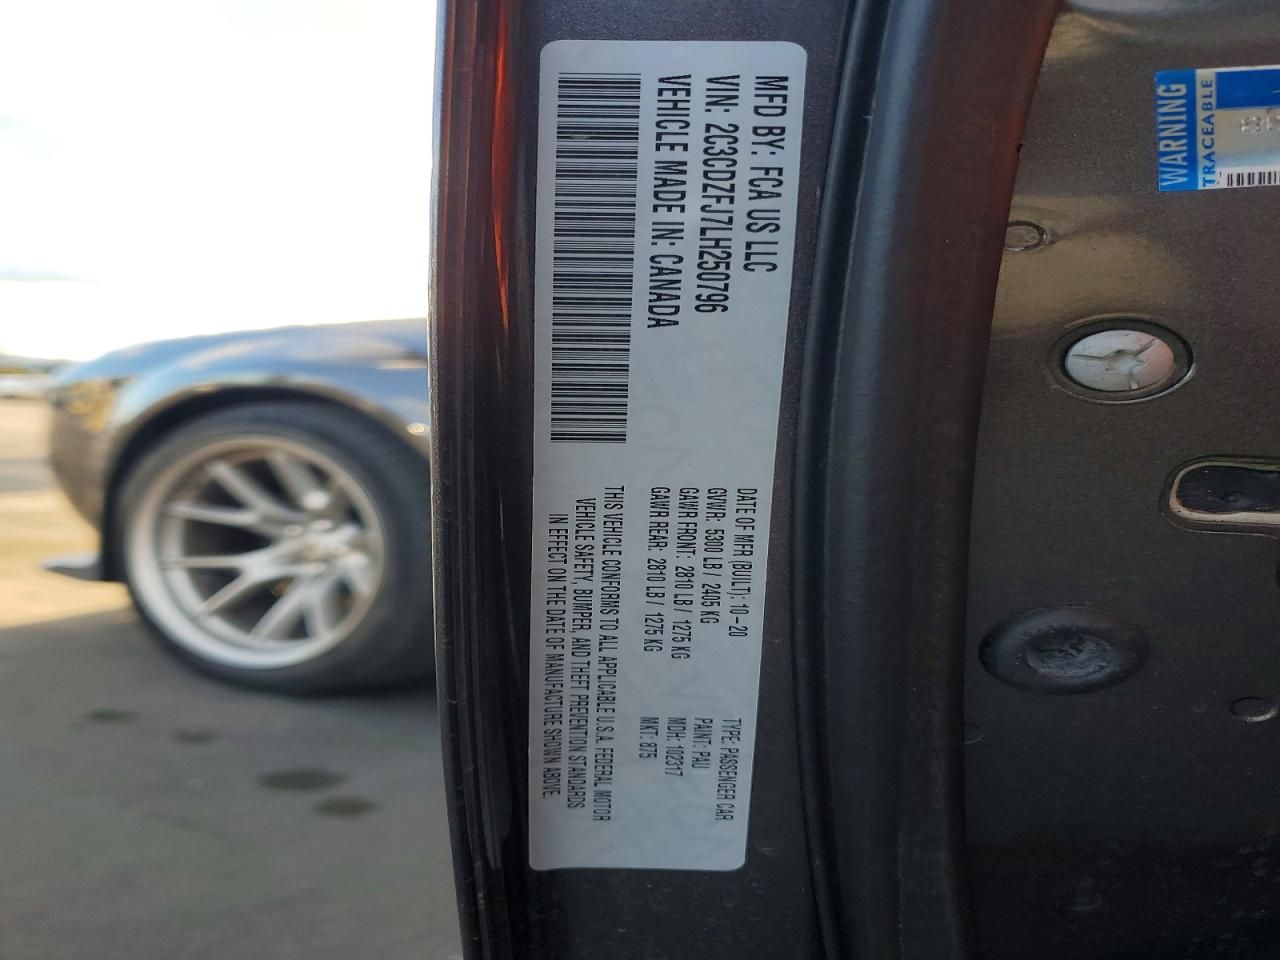 MFD BY: FCA US LLC
VIN: 2C3CDZFJ7LH250796
VEHICLE MADE IN: CANADA
DATE OF MFR (BUILT): 10-20
GVWR: 5300 LB / 2405 KG
GAWR FRONT: 2810 LB / 1275 KG
GAWR REAR: 2810 LB / 1275 KG
TYPE: PASSENGER CAR
PAINT: PAU
MDH: 102317
MKT: 875
THIS VEHICLE CONFORMS TO ALL APPLICABLE U.S.A. FEDERAL MOTOR
VEHICLE SAFETY, BUMPER, AND THEFT PREVENTION STANDARDS
IN EFFECT ON THE DATE OF MANUFACTURE SHOWN ABOVE.
WARNING
TRACEABLE